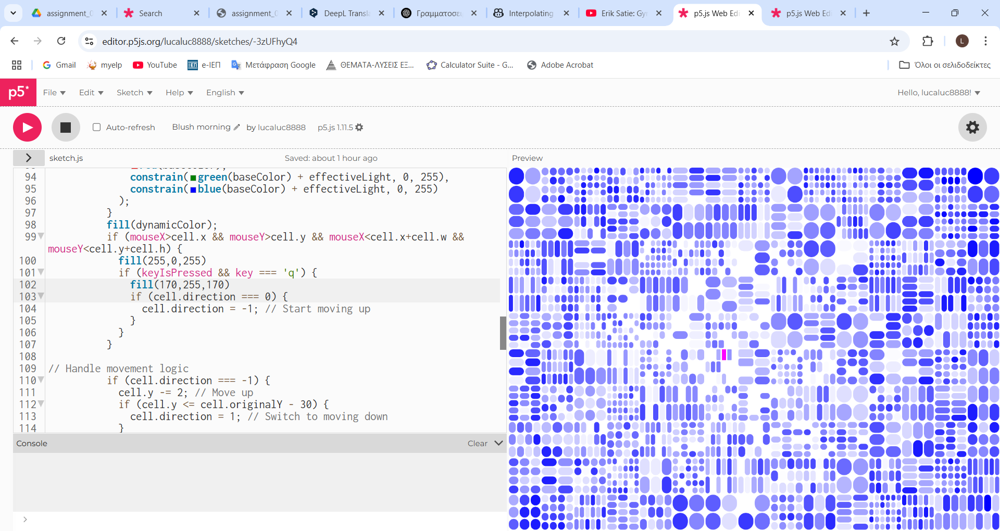 assignment_0
Search
assignment_0
DeepL Transla
Γραμματοσει
Interpolating
Erik Satie: Gy
p5.js Web Edi
p5.js Web Edi
editor.p5js.org/lucaluc8888/sketches/-3zUFhyQ4
L
Gmail
myelp
YouTube
ΙΕΠ
e-ΙΕΠ
Μετάφραση Google
ΘΕΜΑΤΑ-ΛΥΣΕΙΣ ΕΞ...
Calculator Suite - G...
Adobe Acrobat
Όλοι οι σελιδοδείκτες
p5*
File
Edit
Sketch
Help
English
Hello, lucaluc8888!
Auto-refresh
Blush morning
by lucaluc8888
p5.js 1.11.5
sketch.js
Saved: about 1 hour ago
Preview
94 constrain(green(baseColor) + effectiveLight, 0, 255),
95 constrain(blue(baseColor) + effectiveLight, 0, 255)
96 );
97 }
98 fill(dynamicColor);
99 if (mouseX>cell.x && mouseY>cell.y && mouseX<cell.x+cell.w &&
mouseY<cell.y+cell.h) {
100 fill(255,0,255)
101 if (keyIsPressed && key === 'q') {
102 fill(170,255,170)
103 if (cell.direction === 0) {
104 cell.direction = -1; // Start moving up
105 }
106 }
107 }
108
109 // Handle movement logic
110 if (cell.direction === -1) {
111 cell.y -= 2; // Move up
112 if (cell.y <= cell.originalY - 30) {
113 cell.direction = 1; // Switch to moving down
114 }
Console
Clear
>